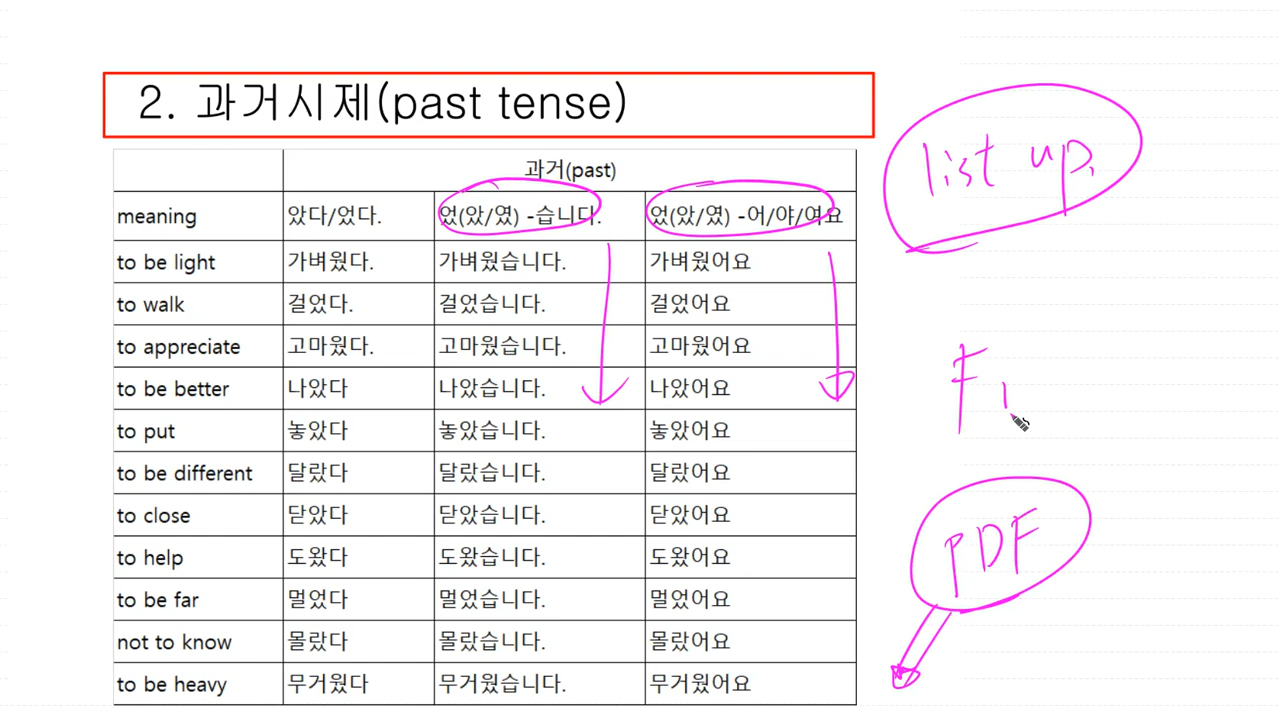 2. 과거시제(past tense)
과거(past)
meaning 았다/었다. 었(았/였) -습니다. 었(았/였) -어/야/여요
to be light 가벼웠다. 가벼웠습니다. 가벼웠어요
to walk 걸었다. 걸었습니다. 걸었어요
to appreciate 고마웠다. 고마웠습니다. 고마웠어요
to be better 나았다 나았습니다. 나았어요
to put 놓았다 놓았습니다. 놓았어요
to be different 달랐다 달랐습니다. 달랐어요
to close 닫았다 닫았습니다. 닫았어요
to help 도왔다 도왔습니다. 도왔어요
to be far 멀었다 멀었습니다. 멀었어요
not to know 몰랐다 몰랐습니다. 몰랐어요
to be heavy 무거웠다 무거웠습니다. 무거웠어요
list up.
PDF